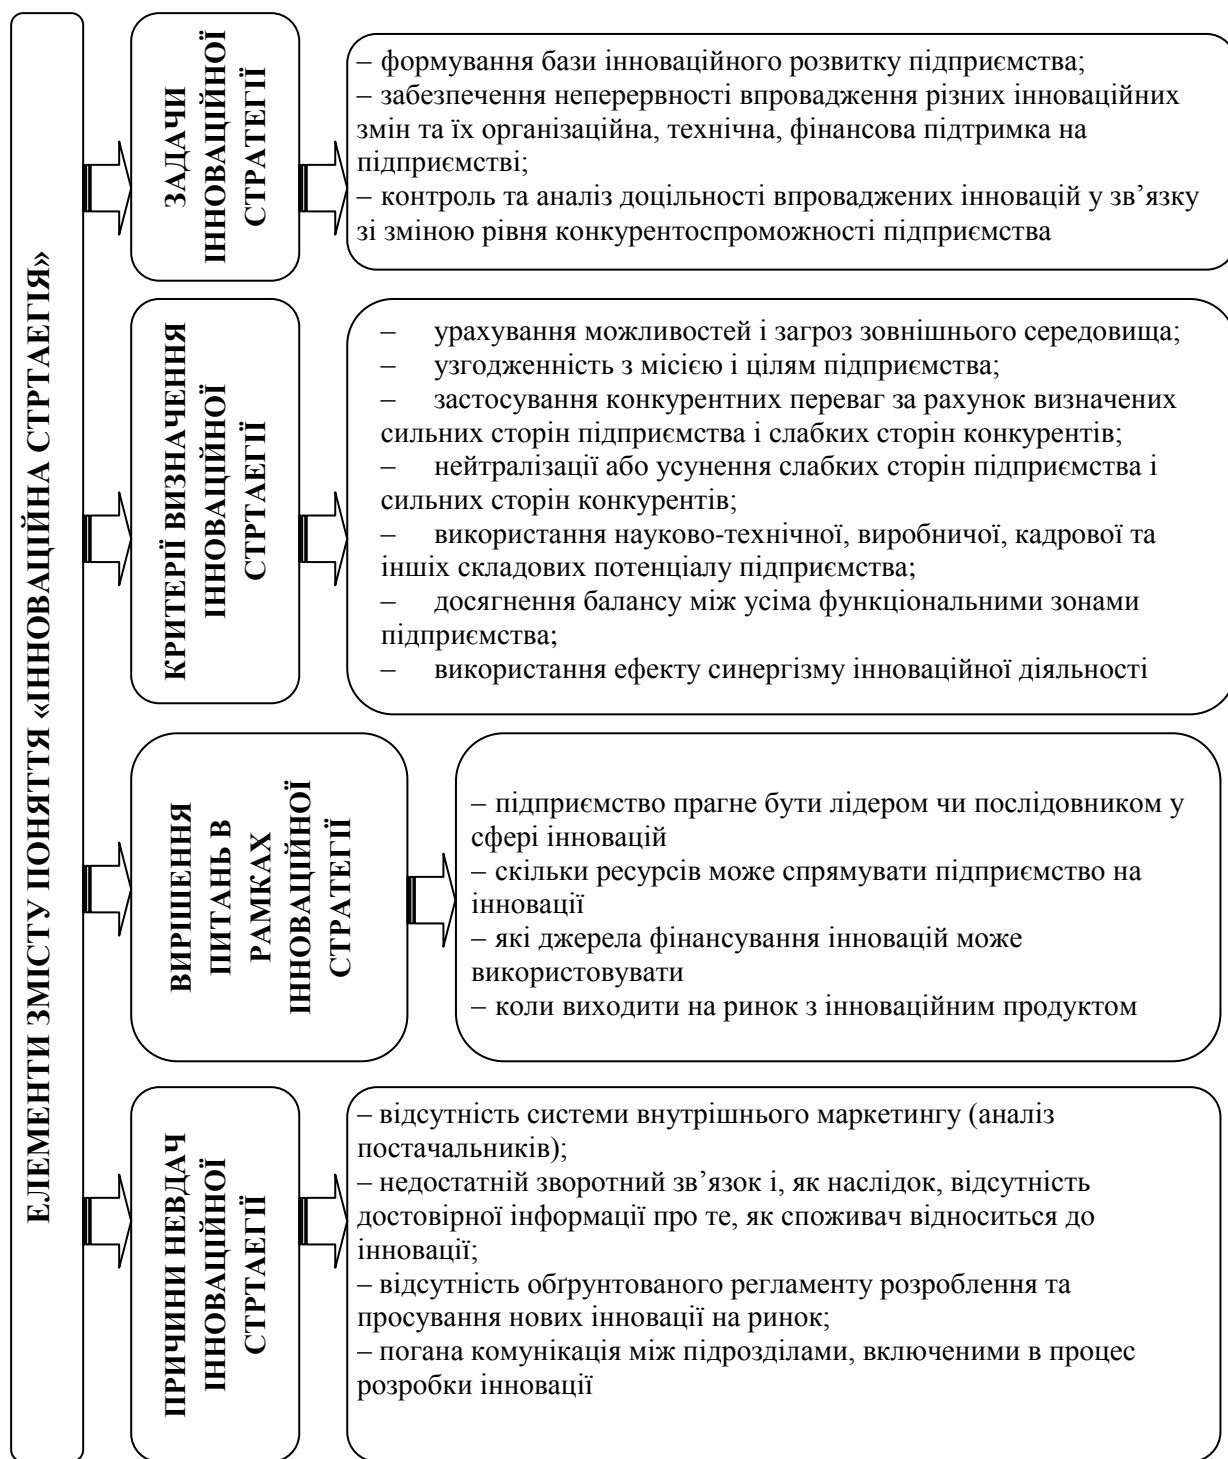 ЕЛЕМЕНТИ ЗМІСТУ ПОНЯТТЯ «ІННОВАЦІЙНА СТРТАЕГІЯ»
ЗАДАЧИ
ІННОВАЦІЙНОЇ
СТРТАЕГІЇ
– формування бази інноваційного розвитку підприємства;
– забезпечення неперервності впровадження різних інноваційних
змін та їх організаційна, технічна, фінансова підтримка на
підприємстві;
– контроль та аналіз доцільності впроваджених інновацій у зв’язку
зі зміною рівня конкурентоспроможності підприємства
КРИТЕРІЇ ВИЗНАЧЕННЯ
ІННОВАЦІЙНОЇ
СТРТАЕГІЇ
– урахування можливостей і загроз зовнішнього середовища;
– узгодженність з місією і цілям підприємства;
– застосування конкурентних переваг за рахунок визначених
сильних сторін підприємства і слабких сторін конкурентів;
– нейтралізації або усунення слабких сторін підприємства і
сильних сторін конкурентів;
– використання науково-технічної, виробничої, кадрової та
іншіх складових потенціалу підприємства;
– досягнення балансу між усіма функціональними зонами
підприємства;
– використання ефекту синергізму інноваційної діяльності
ВИРІШЕННЯ
ПИТАНЬ В
РАМКАХ
ІННОВАЦІЙНОЇ
СТРАТЕГІЇ
– підприємство прагне бути лідером чи послідовником у
сфері інновацій
– скільки ресурсів може спрямувати підприємство на
інновації
– які джерела фінансування інновацій може
використовувати
– коли виходити на ринок з інноваційним продуктом
ПРИЧИНИ НЕВДАЧ
ІННОВАЦІЙНОЇ
СТРТАЕГІЇ
– відсутність системи внутрішнього маркетингу (аналіз
постачальників);
– недостатній зворотний зв’язок і, як наслідок, відсутність
достовірної інформації про те, як споживач відноситься до
інновації;
– відсутність обґрунтованого регламенту розроблення та
просування нових інновації на ринок;
– погана комунікація між підрозділами, включеними в процес
розробки інновації